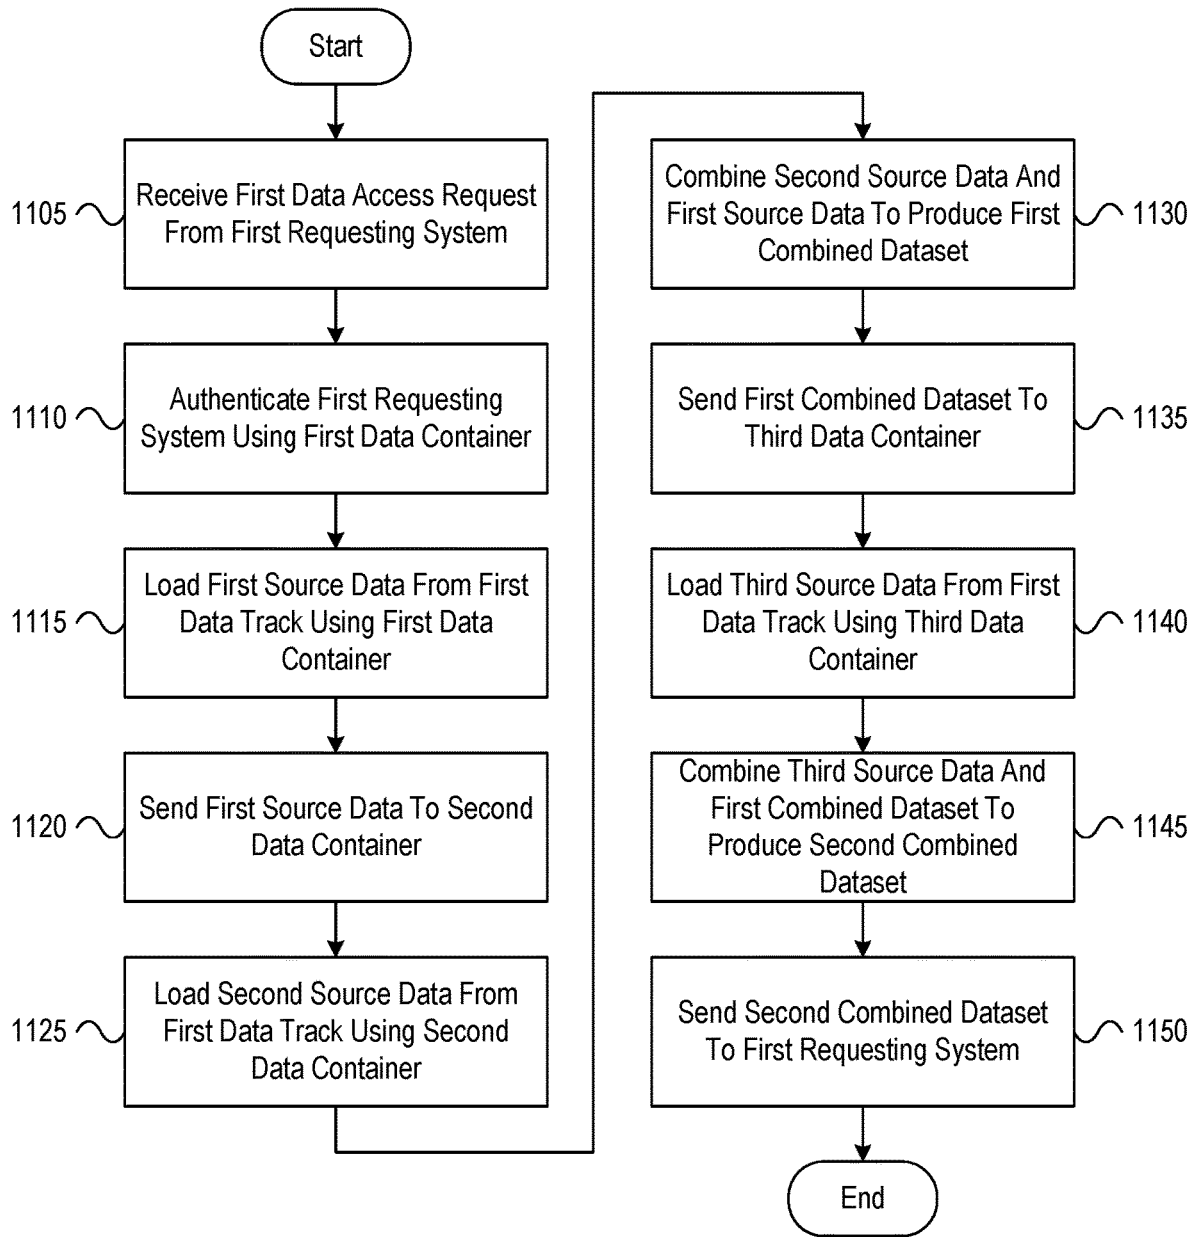 Start
1105
Receive First Data Access Request
From First Requesting System
1110
Authenticate First Requesting
System Using First Data Container
1115
Load First Source Data From First
Data Track Using First Data
Container
1120
Send First Source Data To Second
Data Container
1125
Load Second Source Data From
First Data Track Using Second
Data Container
Combine Second Source Data And
First Source Data To Produce First
Combined Dataset
1130
Send First Combined Dataset To
Third Data Container
1135
Load Third Source Data From First
Data Track Using Third Data
Container
1140
Combine Third Source Data And
First Combined Dataset To
Produce Second Combined
Dataset
1145
Send Second Combined Dataset
To First Requesting System
1150
End